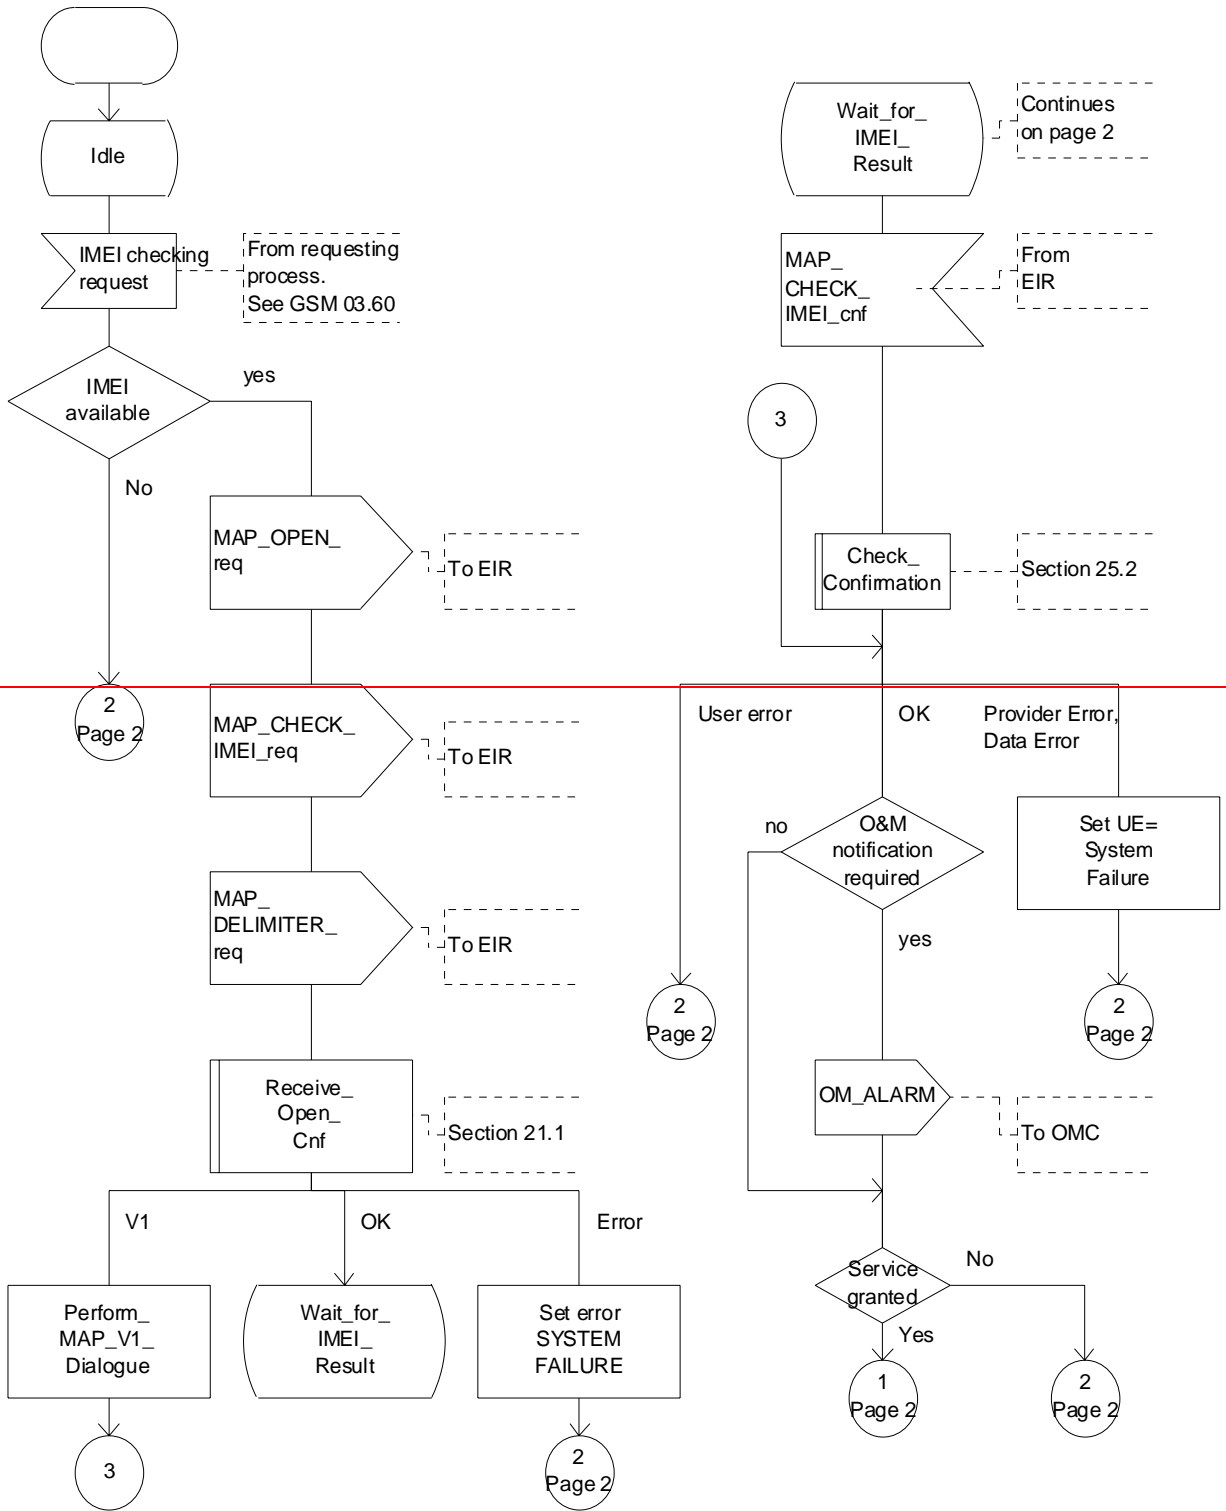 Idle
IMEI checking
request
From requesting
process.
See GSM 03.60
IMEI
available
yes
No
MAP_OPEN_
req
To EIR
2
Page 2
MAP_CHECK_
IMEI_req
To EIR
MAP_
DELIMITER_
req
To EIR
Receive_
Open_
Cnf
Section 21.1
V1
OK
Error
Perform_
MAP_V1_
Dialogue
Wait_for_
IMEI_
Result
Set error
SYSTEM
FAILURE
3
2
Page 2
Wait_for_
IMEI_
Result
Continues
on page 2
MAP_
CHECK_
IMEI_cnf
From
EIR
3
Check_
Confirmation
Section 25.2
User error
OK
Provider Error,
Data Error
no
O&M
notification
required
Set UE=
System
Failure
yes
2
Page 2
2
Page 2
OM_ALARM
To OMC
Service
granted
No
Yes
1
Page 2
2
Page 2